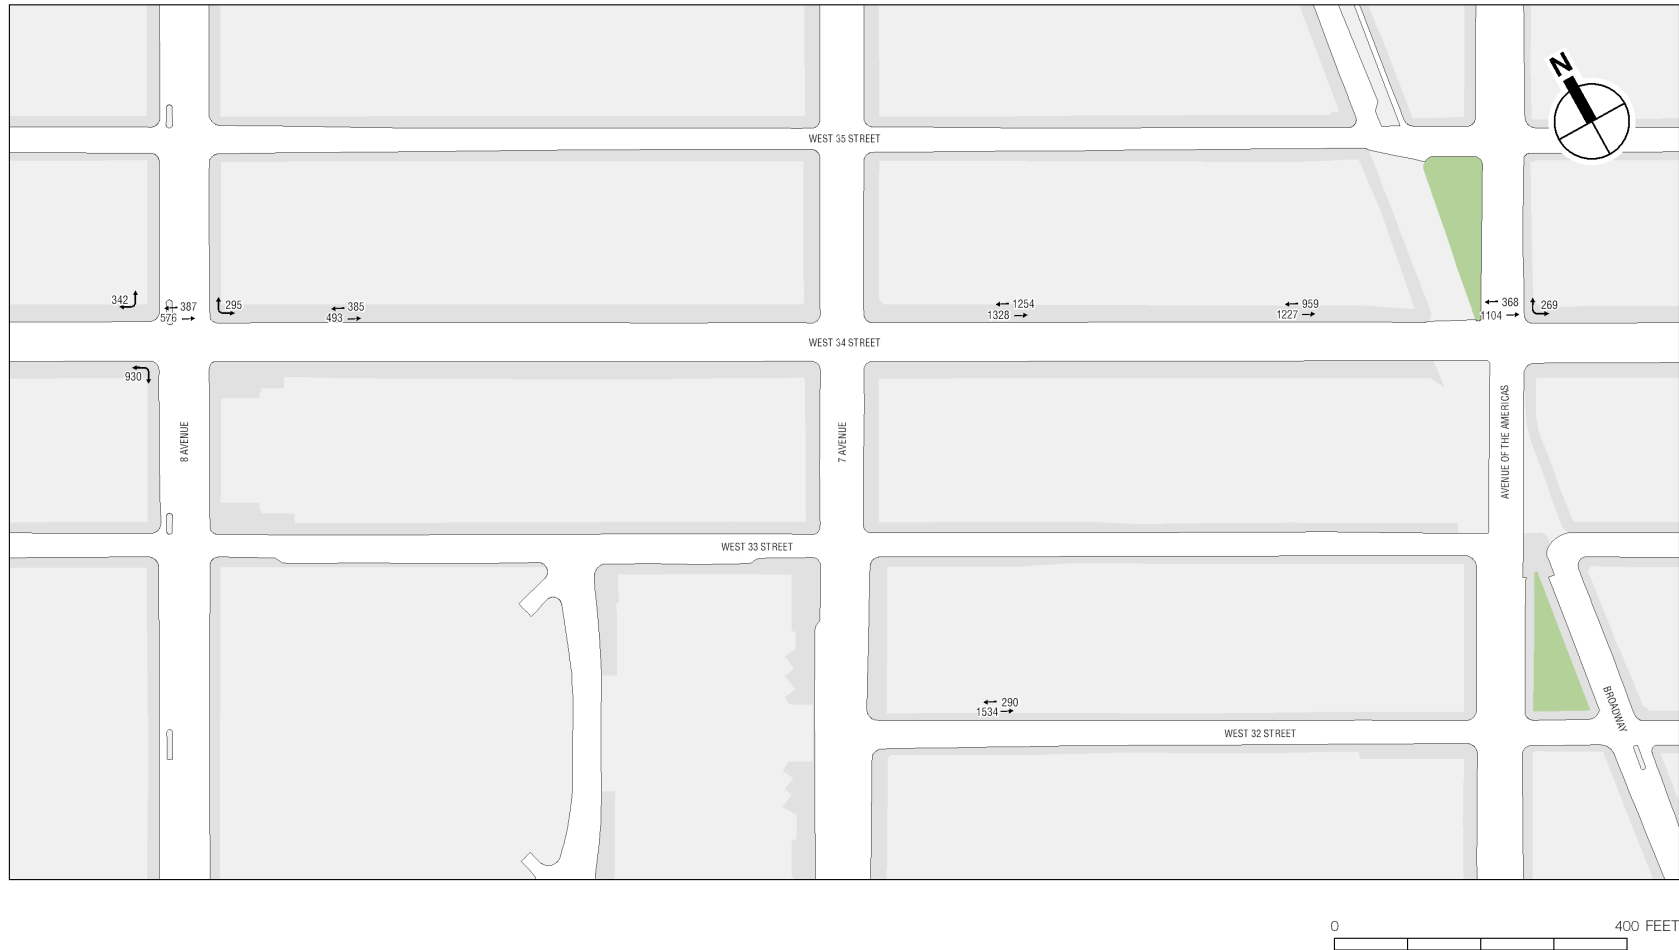 N
WEST 35 STREET
342
387
576
295
385
493
1254
1328
959
1227
368
1104
269
WEST 34 STREET
930
8 AVENUE
7 AVENUE
AVENUE OF THE AMERICAS
WEST 33 STREET
290
1534
BROADWAY
WEST 32 STREET
0 400 FEET